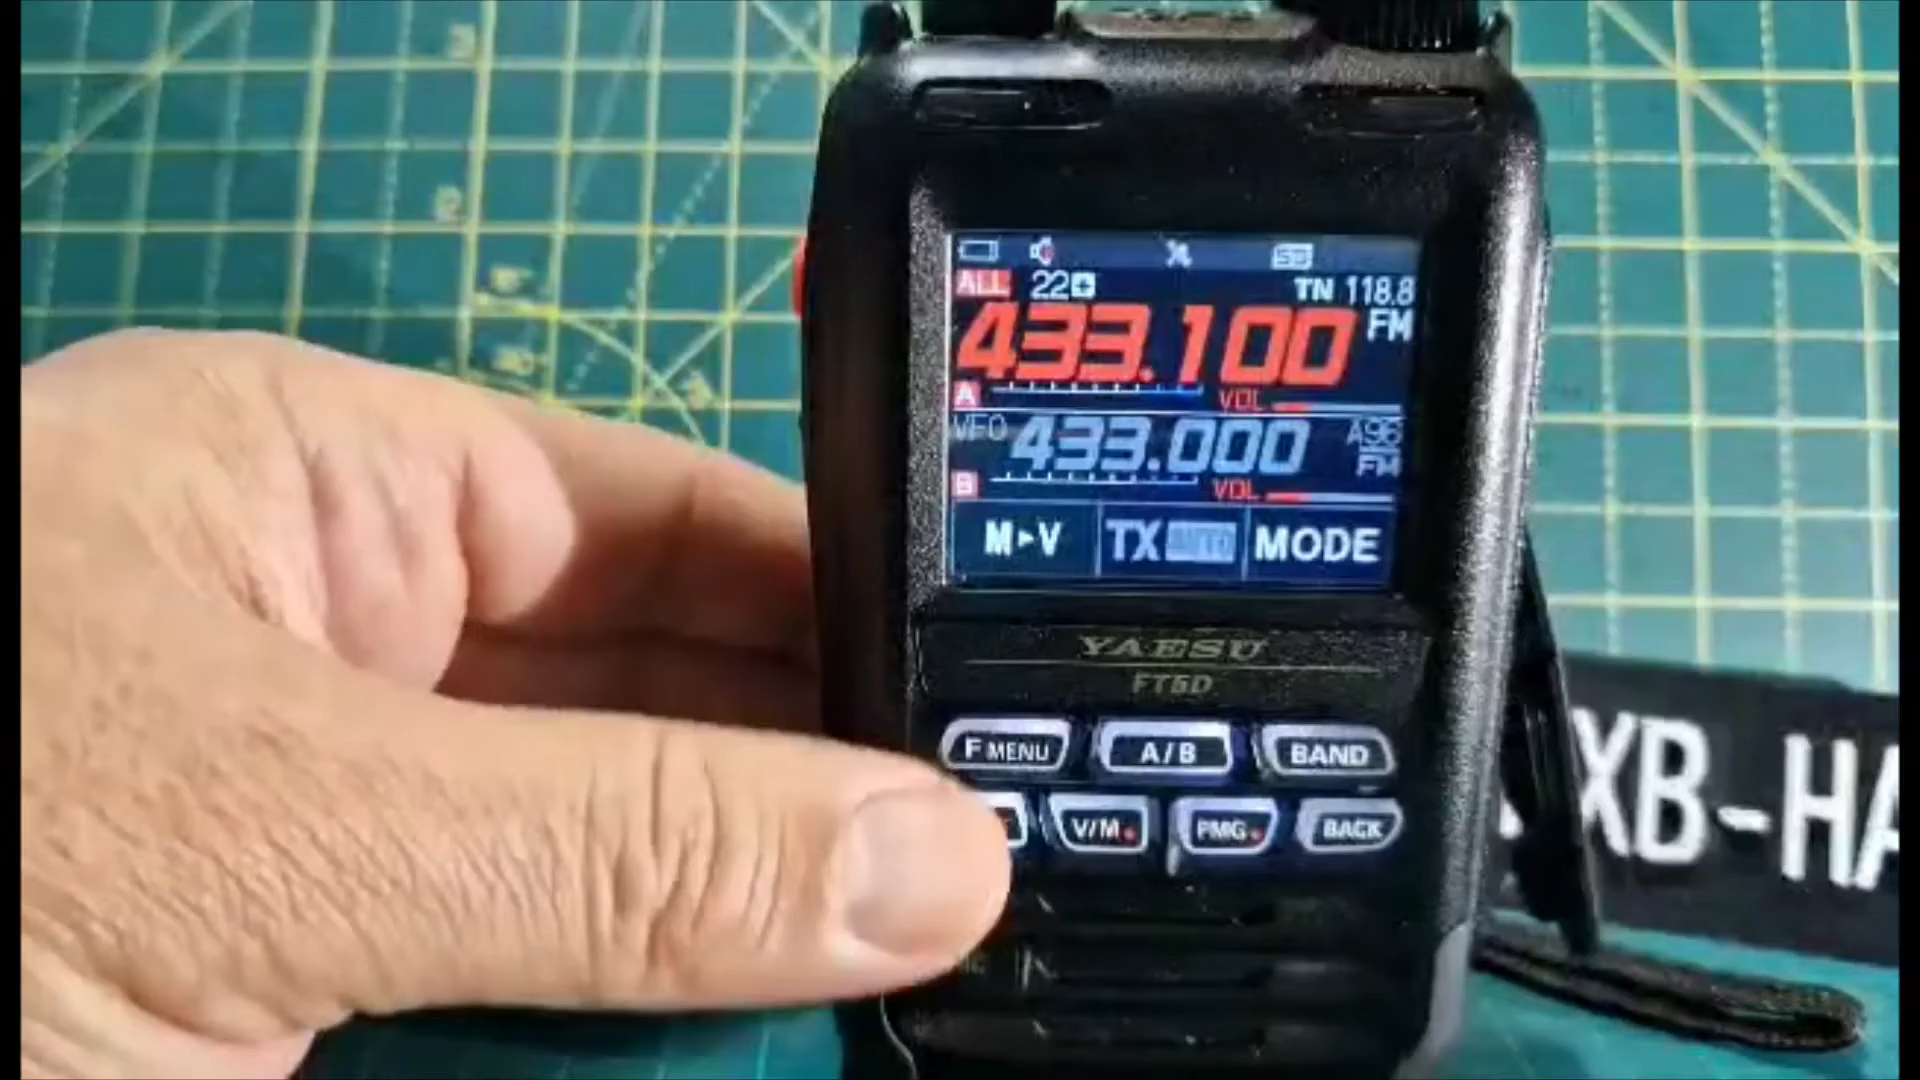 ALL 22 TN 118.8
433.100 FM
A VOL
VFO 433.000 A96
FM
B VOL
M▸V TX AUTO MODE
YAESU
FT5D
F MENU A/B BAND
V/M PMG BACK
XB-HA